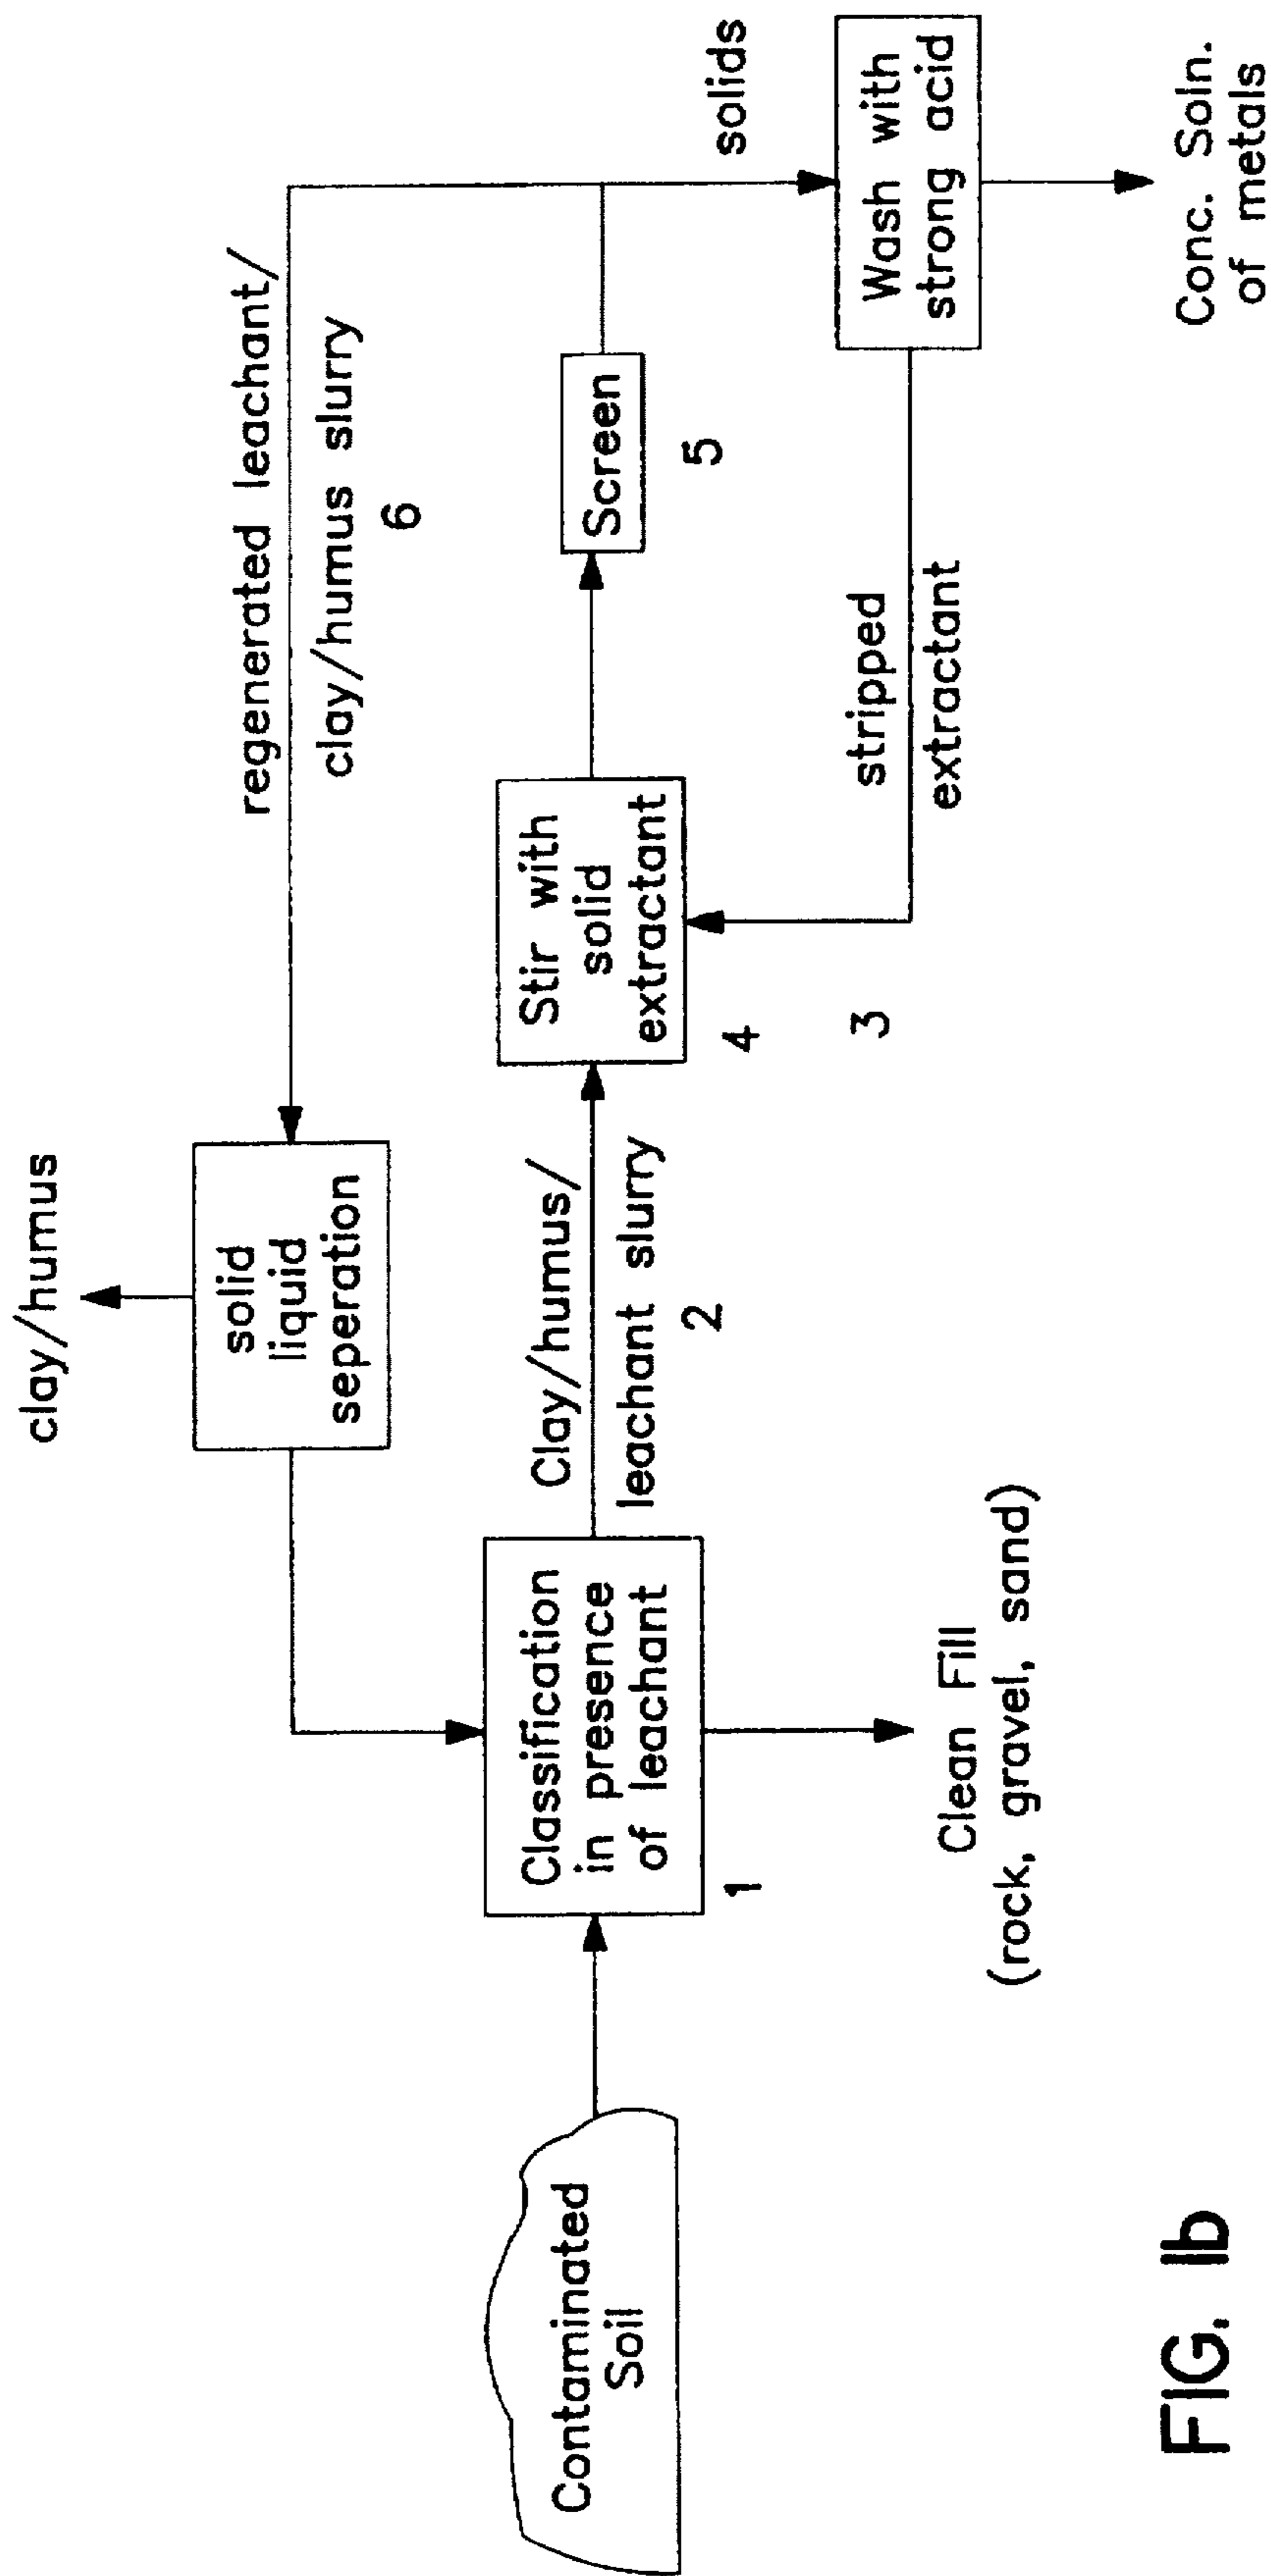 clay/humus
solid
liquid
seperation
regenerated leachant/
clay/humus slurry
6
Contaminated
Soil
Classification
in presence
of leachant
1
Clay/humus/
leachant slurry
2
Stir with
solid
extractant
4
3
Screen
5
solids
stripped
extractant
Wash with
strong acid
Clean Fill
(rock, gravel, sand)
Conc. Soln.
of metals
FIG. 1b